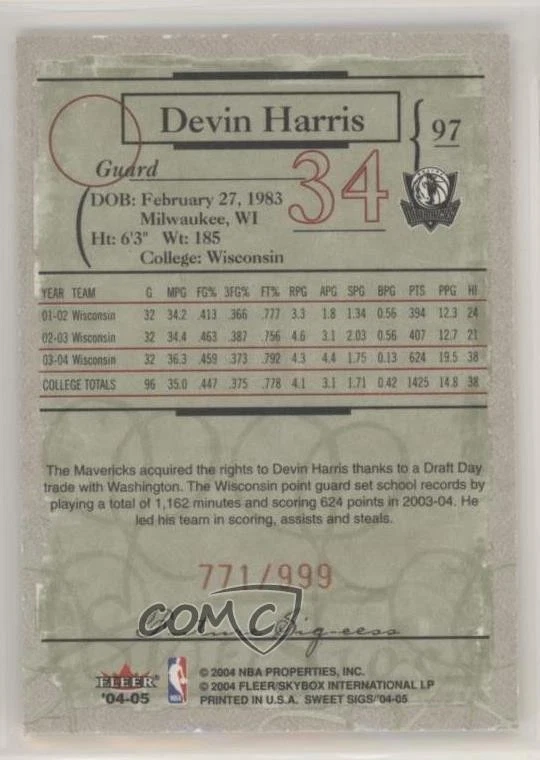 Devin Harris
97
Guard
34
DOB: February 27, 1983
Milwaukee, WI
Ht: 6'3" Wt: 185
College: Wisconsin
YEAR TEAM G MPG FG% 3FG% FT% RPG APG SPG BPG PTS PPG HI
01-02 Wisconsin 32 34.2 .413 .366 .777 3.3 1.8 1.34 0.56 394 12.3 24
02-03 Wisconsin 32 34.4 .463 .387 .756 4.6 3.1 2.03 0.56 407 12.7 21
03-04 Wisconsin 32 36.3 .459 .373 .792 4.3 4.4 1.75 0.13 624 19.5 38
COLLEGE TOTALS 96 35.0 .447 .375 .778 4.1 3.1 1.71 0.42 1425 14.8 38
The Mavericks acquired the rights to Devin Harris thanks to a Draft Day
trade with Washington. The Wisconsin point guard set school records by
playing a total of 1,162 minutes and scoring 624 points in 2003-04. He
led his team in scoring, assists and steals.
771/999
COMC
FLEER
'04-05
© 2004 NBA PROPERTIES, INC.
© 2004 FLEER/SKYBOX INTERNATIONAL LP
PRINTED IN U.S.A. SWEET SIGS/'04-05